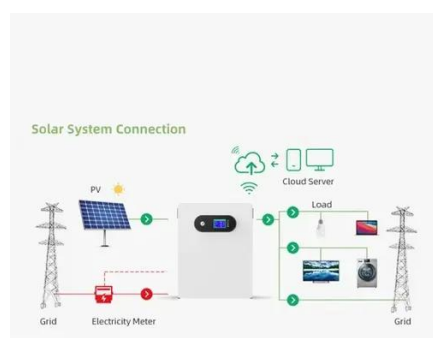 Solar System Connection
PV
Cloud Server
Load
Grid
Electricity Meter
Grid